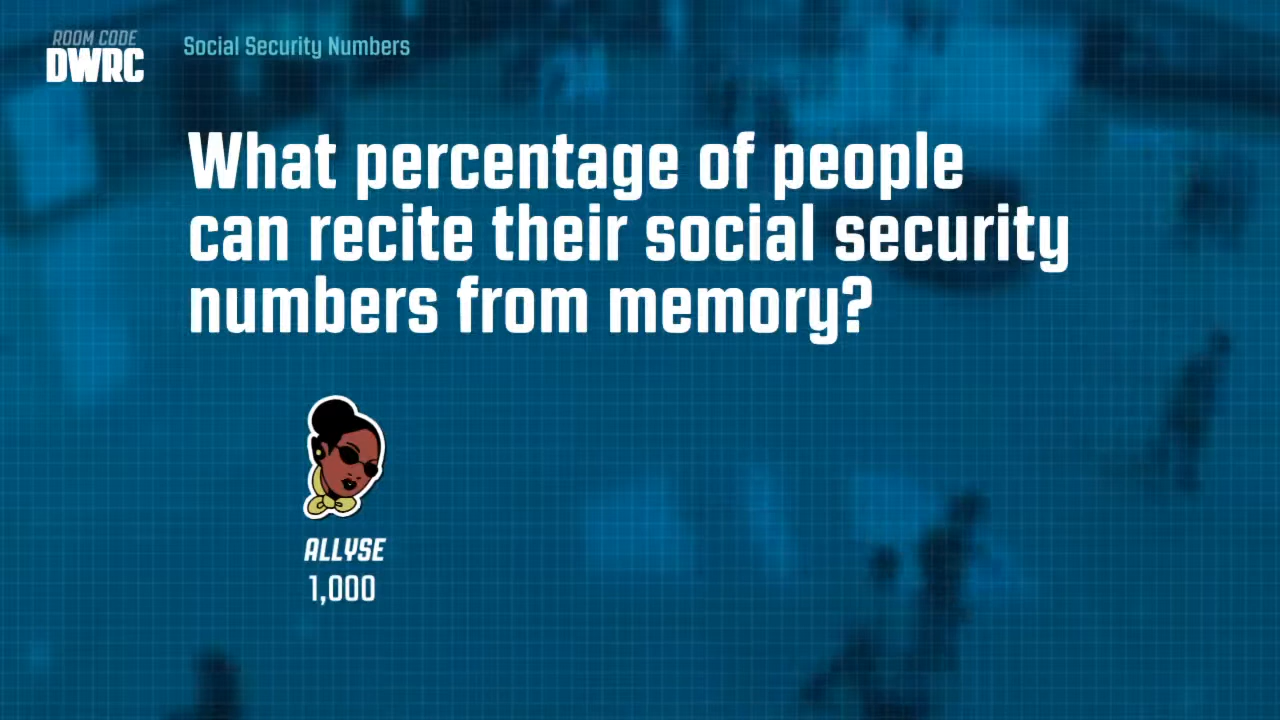 ROOM CODE
DWRC
Social Security Numbers
What percentage of people
can recite their social security
numbers from memory?
ALLYSE
1,000